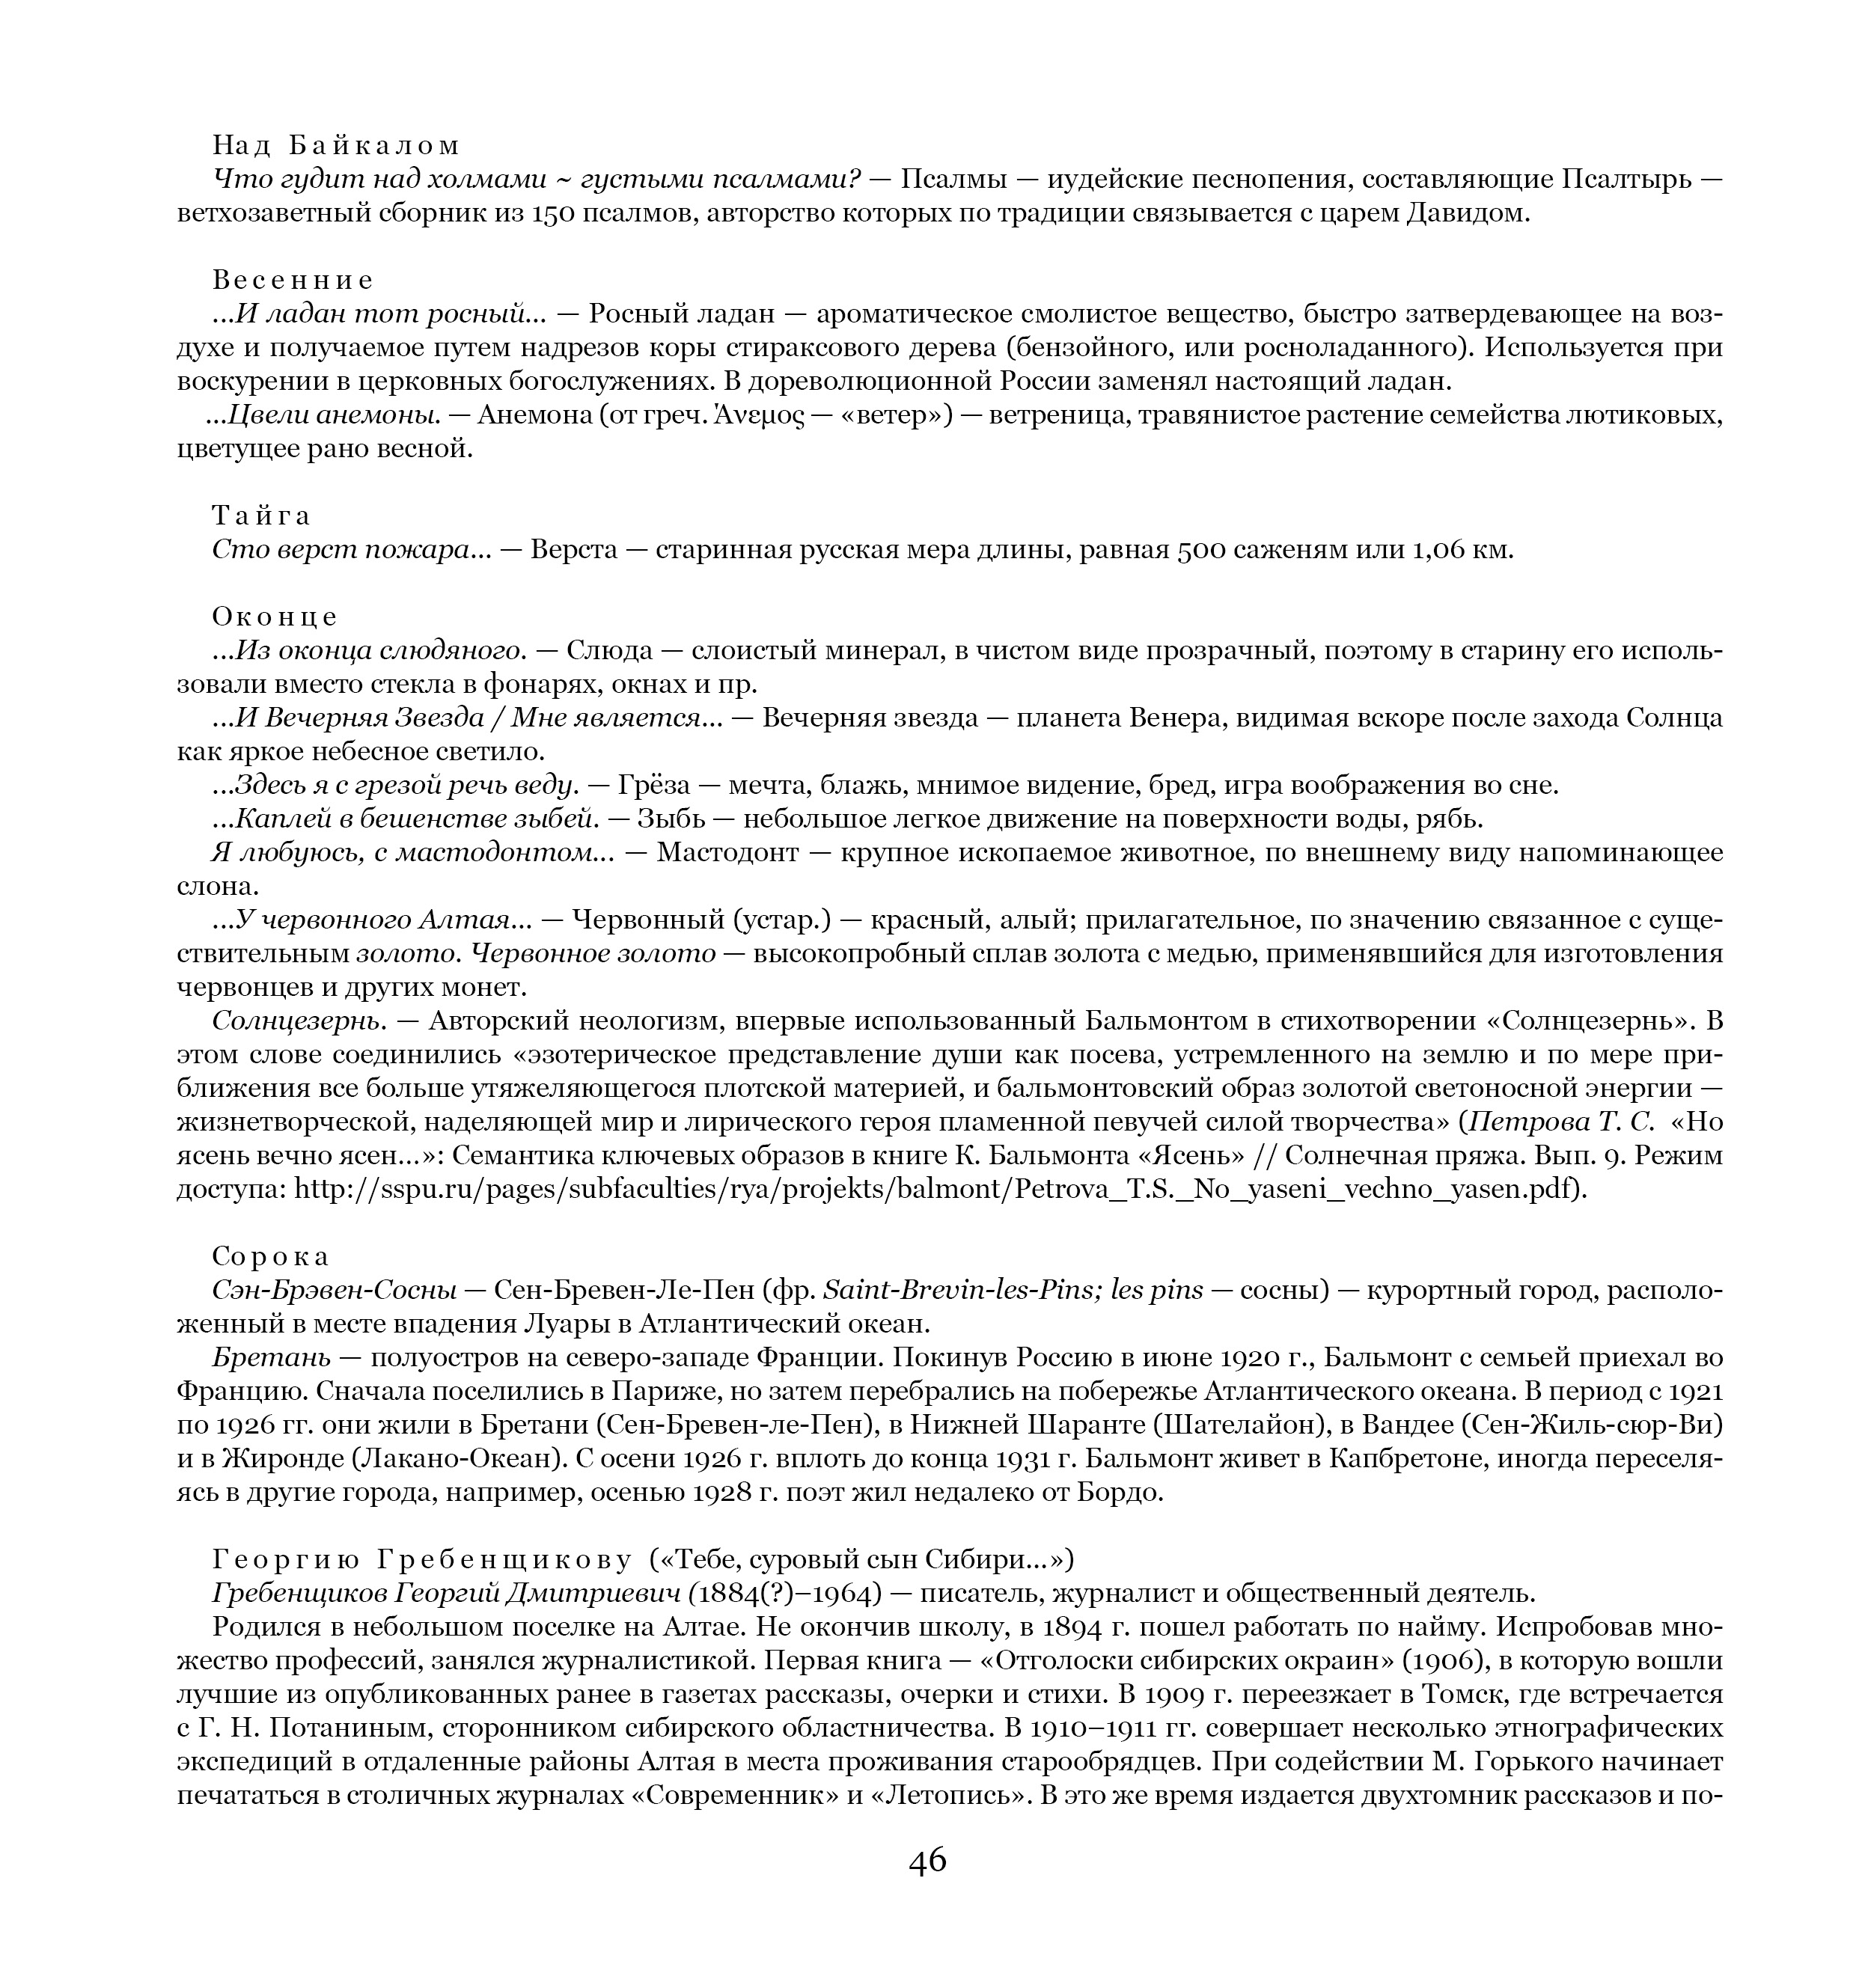 Над Байкалом
Что гудит над холмами ~ густыми псалмами? — Псалмы — иудейские песнопения, составляющие Псалтырь —
ветхозаветный сборник из 150 псалмов, авторство которых по традиции связывается с царем Давидом.
Весенние
...И ладан тот росный... — Росный ладан — ароматическое смолистое вещество, быстро затвердевающее на воз-
духе и получаемое путем надрезов коры стираксового дерева (бензойного, или росноладанного). Используется при
воскурении в церковных богослужениях. В дореволюционной России заменял настоящий ладан.
...Цвели анемоны. — Анемона (от греч. Άνεμος — «ветер») — ветреница, травянистое растение семейства лютиковых,
цветущее рано весной.
Тайга
Сто верст пожара... — Верста — старинная русская мера длины, равная 500 саженям или 1,06 км.
Оконце
...Из оконца слюдяного. — Слюда — слоистый минерал, в чистом виде прозрачный, поэтому в старину его исполь-
зовали вместо стекла в фонарях, окнах и пр.
...И Вечерняя Звезда / Мне является... — Вечерняя звезда — планета Венера, видимая вскоре после захода Солнца
как яркое небесное светило.
...Здесь я с грезой речь веду. — Грёза — мечта, блажь, мнимое видение, бред, игра воображения во сне.
...Каплей в бешенстве зыбей. — Зыбь — небольшое легкое движение на поверхности воды, рябь.
Я любуюсь, с мастодонтом... — Мастодонт — крупное ископаемое животное, по внешнему виду напоминающее
слона.
...У червонного Алтая... — Червонный (устар.) — красный, алый; прилагательное, по значению связанное с суще-
ствительным золото. Червонное золото — высокопробный сплав золота с медью, применявшийся для изготовления
червонцев и других монет.
Солнцезернь. — Авторский неологизм, впервые использованный Бальмонтом в стихотворении «Солнцезернь». В
этом слове соединились «эзотерическое представление души как посева, устремленного на землю и по мере при-
ближения все больше утяжеляющегося плотской материей, и бальмонтовский образ золотой светоносной энергии —
жизнетворческой, наделяющей мир и лирического героя пламенной певучей силой творчества» (Петрова Т. С. «Но
ясень вечно ясен...»: Семантика ключевых образов в книге К. Бальмонта «Ясень» // Солнечная пряжа. Вып. 9. Режим
доступа: http://sspu.ru/pages/subfaculties/rya/projekts/balmont/Petrova_T.S._No_yaseni_vechno_yasen.pdf).
Сорока
Сэн-Брэвен-Сосны — Сен-Бревен-Ле-Пен (фр. Saint-Brevin-les-Pins; les pins — сосны) — курортный город, располо-
женный в месте впадения Луары в Атлантический океан.
Бретань — полуостров на северо-западе Франции. Покинув Россию в июне 1920 г., Бальмонт с семьей приехал во
Францию. Сначала поселились в Париже, но затем перебрались на побережье Атлантического океана. В период с 1921
по 1926 гг. они жили в Бретани (Сен-Бревен-ле-Пен), в Нижней Шаранте (Шателайон), в Вандее (Сен-Жиль-сюр-Ви)
и в Жиронде (Лакано-Океан). С осени 1926 г. вплоть до конца 1931 г. Бальмонт живет в Капбретоне, иногда переселя-
ясь в другие города, например, осенью 1928 г. поэт жил недалеко от Бордо.
Георгию Гребенщикову («Тебе, суровый сын Сибири...»)
Гребенщиков Георгий Дмитриевич (1884(?)–1964) — писатель, журналист и общественный деятель.
Родился в небольшом поселке на Алтае. Не окончив школу, в 1894 г. пошел работать по найму. Испробовав мно-
жество профессий, занялся журналистикой. Первая книга — «Отголоски сибирских окраин» (1906), в которую вошли
лучшие из опубликованных ранее в газетах рассказы, очерки и стихи. В 1909 г. переезжает в Томск, где встречается
с Г. Н. Потаниным, сторонником сибирского областничества. В 1910–1911 гг. совершает несколько этнографических
экспедиций в отдаленные районы Алтая в места проживания старообрядцев. При содействии М. Горького начинает
печататься в столичных журналах «Современник» и «Летопись». В это же время издается двухтомник рассказов и по-
46